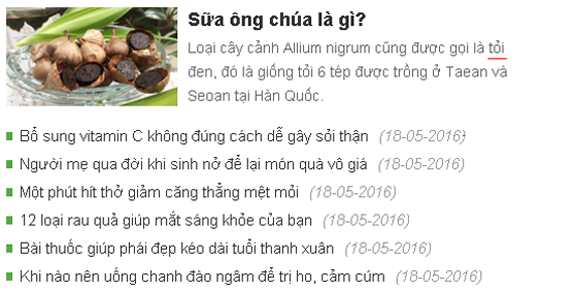 Sữa ông chúa là gì?
Loại cây cảnh Allium nigrum cũng được gọi là tỏi
đen, đó là giống tỏi 6 tép được trồng ở Taean và
Seoan tại Hàn Quốc.
Bổ sung vitamin C không đúng cách dễ gây sỏi thận (18-05-2016)
Người mẹ qua đời khi sinh nở để lại món quà vô giá (18-05-2016)
Một phút hít thở giảm căng thẳng mệt mỏi (18-05-2016)
12 loại rau quả giúp mắt sáng khỏe của bạn (18-05-2016)
Bài thuốc giúp phái đẹp kéo dài tuổi thanh xuân (18-05-2016)
Khi nào nên uống chanh đào ngâm để trị ho, cảm cúm (18-05-2016)